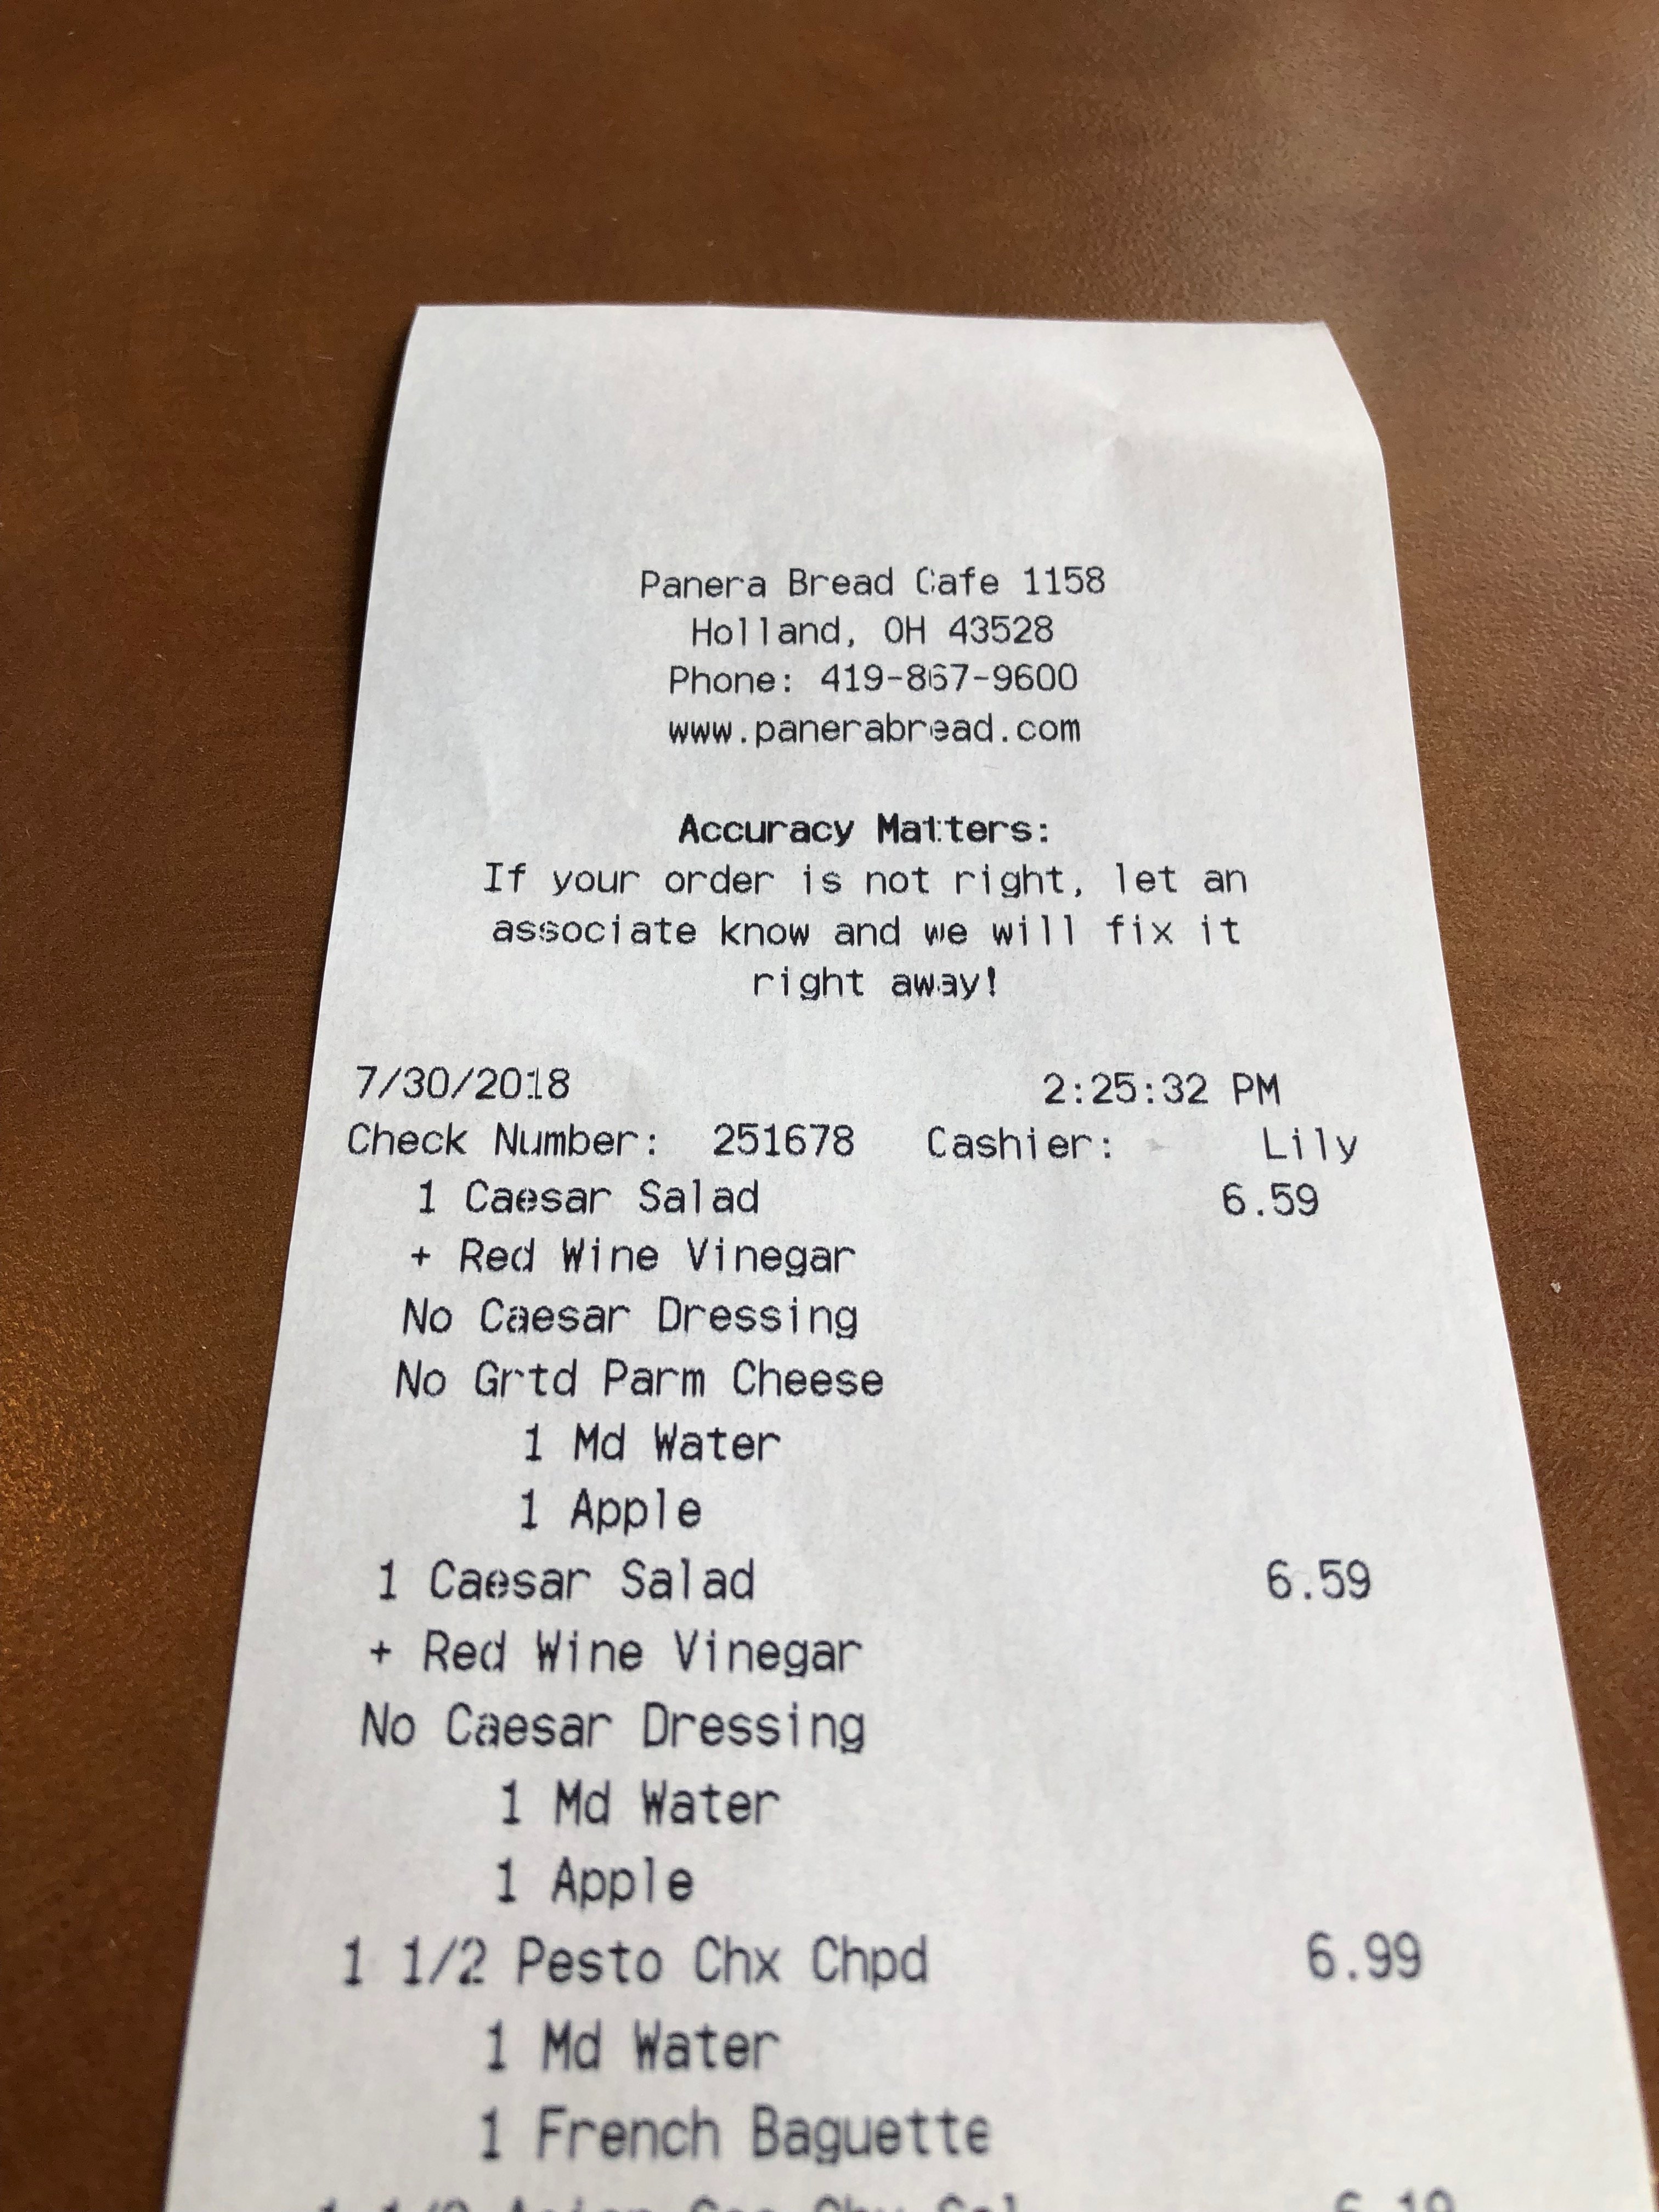 Panera Bread Cafe 1158
Holland, OH 43528
Phone: 419-867-9600
www.panerabread.com
Accuracy Matters:
If your order is not right, let an
associate know and we will fix it
right away!
7/30/2018 2:25:32 PM
Check Number: 251678 Cashier: Lily
1 Caesar Salad 6.59
+ Red Wine Vinegar
No Caesar Dressing
No Grtd Parm Cheese
1 Md Water
1 Apple
1 Caesar Salad 6.59
+ Red Wine Vinegar
No Caesar Dressing
1 Md Water
1 Apple
1 1/2 Pesto Chx Chpd 6.99
1 Md Water
1 French Baguette